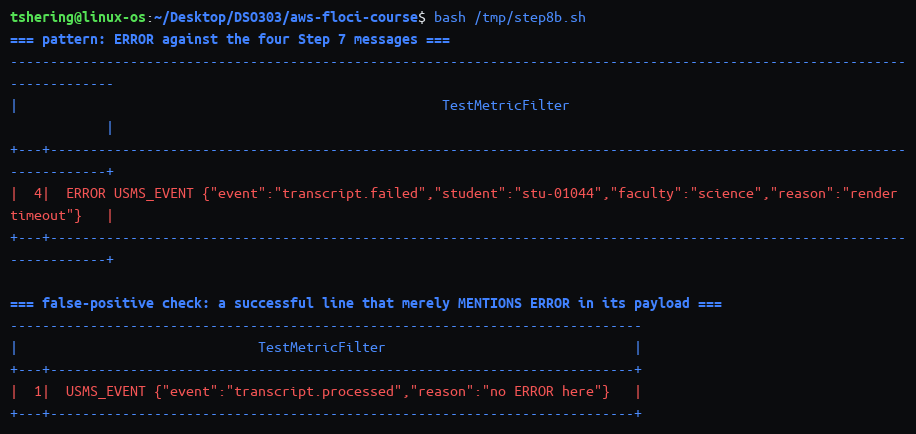 tshering@linux-os:~/Desktop/DSO303/aws-floci-course$ bash /tmp/step8b.sh
=== pattern: ERROR against the four Step 7 messages ===
----------------------------------------------------------------------------------------------------------------
-------------
|                                                     TestMetricFilter
            |
+---+-----------------------------------------------------------------------------------------------------------
------------+
|  4|  ERROR USMS_EVENT {"event":"transcript.failed","student":"stu-01044","faculty":"science","reason":"render
timeout"}   |
+---+-----------------------------------------------------------------------------------------------------------
------------+
=== false-positive check: a successful line that merely MENTIONS ERROR in its payload ===
-------------------------------------------------------------------------------
|                              TestMetricFilter                               |
+---+-------------------------------------------------------------------------+
|  1|  USMS_EVENT {"event":"transcript.processed","reason":"no ERROR here"}   |
+---+-------------------------------------------------------------------------+